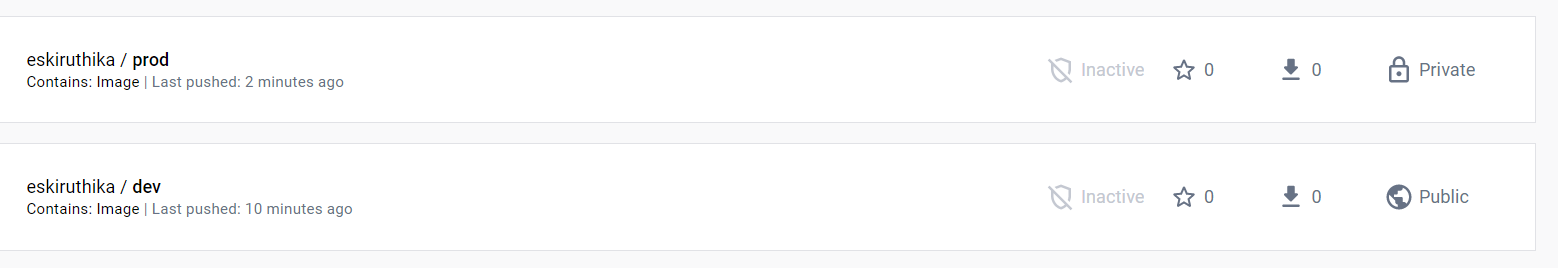 eskiruthika / prod
Contains: Image | Last pushed: 2 minutes ago
Inactive
0
0
Private
eskiruthika / dev
Contains: Image | Last pushed: 10 minutes ago
Inactive
0
0
Public